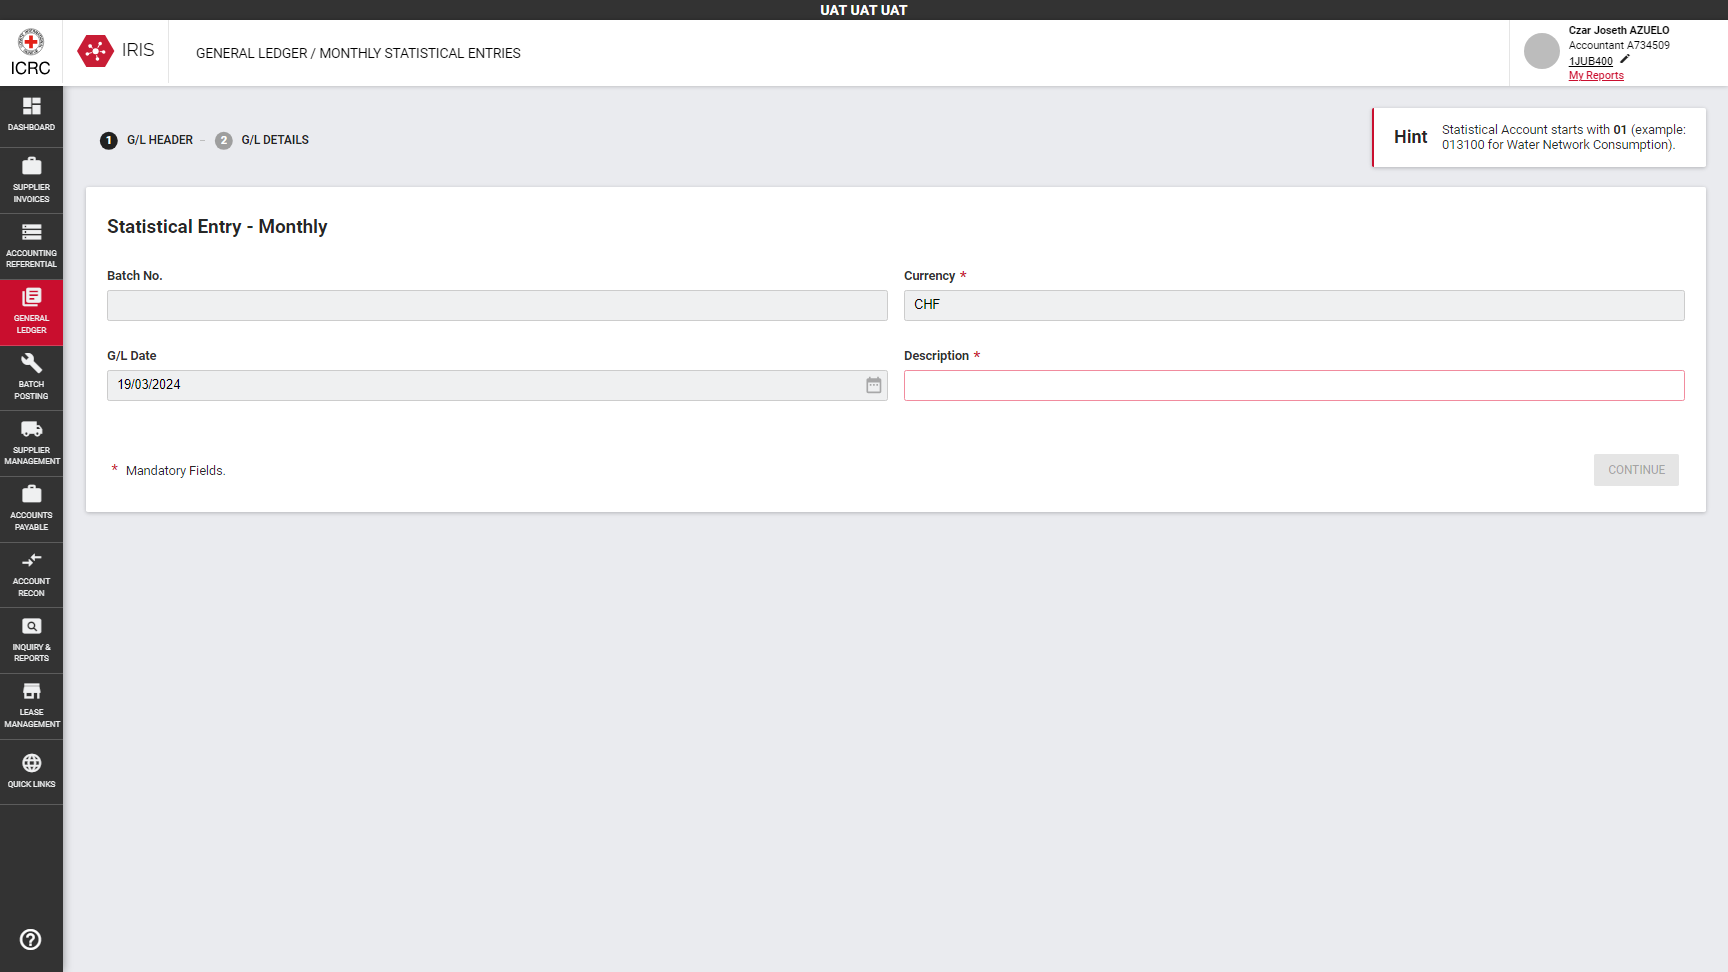 UAT UAT UAT
ICRC
IRIS
GENERAL LEDGER / MONTHLY STATISTICAL ENTRIES
Czar Joseth AZUELO
Accountant A734509
1JUB400
My Reports
DASHBOARD
SUPPLIER
INVOICES
ACCOUNTING
REFERENTIAL
GENERAL
LEDGER
BATCH
POSTING
SUPPLIER
MANAGEMENT
ACCOUNTS
PAYABLE
ACCOUNT
RECON
INQUIRY &
REPORTS
LEASE
MANAGEMENT
QUICK LINKS
1 G/L HEADER – 2 G/L DETAILS
Hint
Statistical Account starts with 01 (example:
013100 for Water Network Consumption).
Statistical Entry - Monthly
Batch No.
Currency *
CHF
G/L Date
19/03/2024
Description *
* Mandatory Fields.
CONTINUE